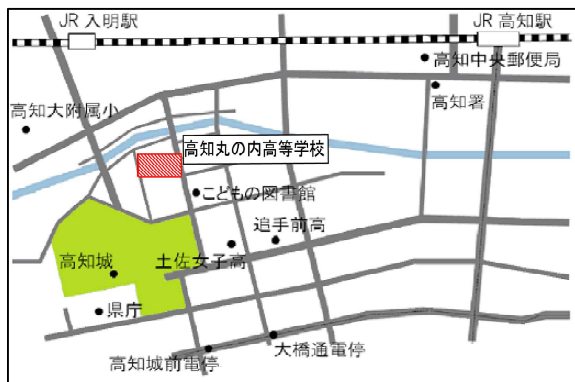 JR 入明駅
JR 高知駅
高知中央郵便局
高知署
高知大附属小
高知丸の内高等学校
こどもの図書館
追手前高
土佐女子高
高知城
県庁
大橋通電停
高知城前電停